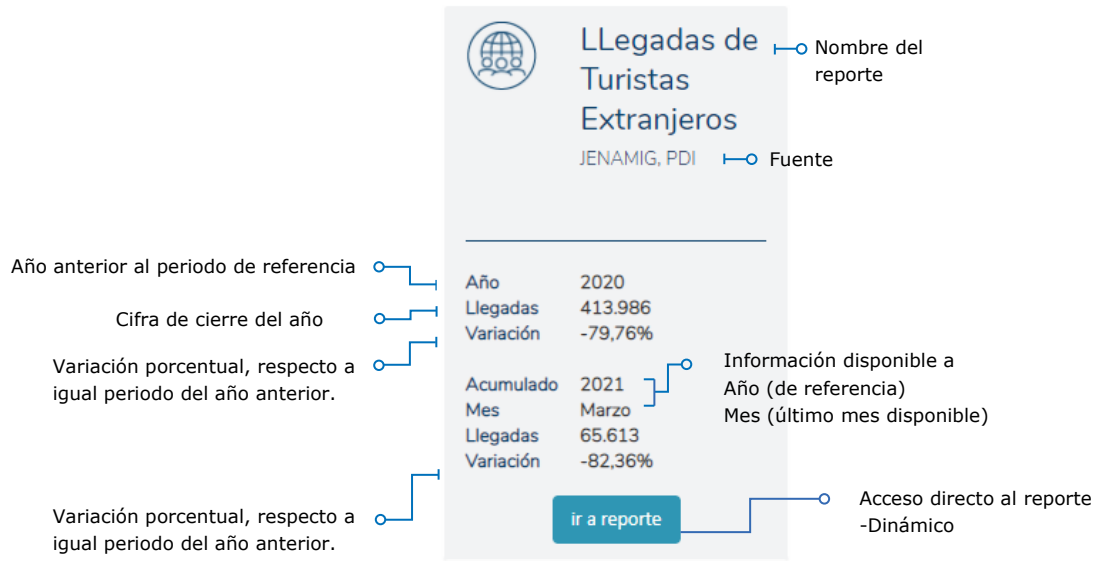 LLegadas de
Turistas
Extranjeros
JENAMIG, PDI
Nombre del
reporte
Fuente
Año anterior al periodo de referencia
Cifra de cierre del año
Variación porcentual, respecto a
igual periodo del año anterior.
Año 2020
Llegadas 413.986
Variación -79,76%
Acumulado 2021
Mes Marzo
Llegadas 65.613
Variación -82,36%
Información disponible a
Año (de referencia)
Mes (último mes disponible)
Variación porcentual, respecto a
igual periodo del año anterior.
ir a reporte
Acceso directo al reporte
-Dinámico